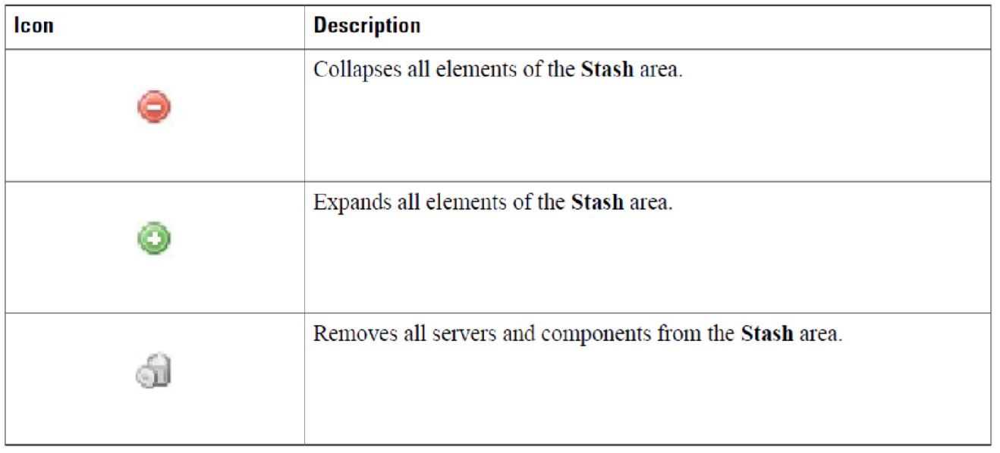 Icon Description
Collapses all elements of the Stash area.
Expands all elements of the Stash area.
Removes all servers and components from the Stash area.